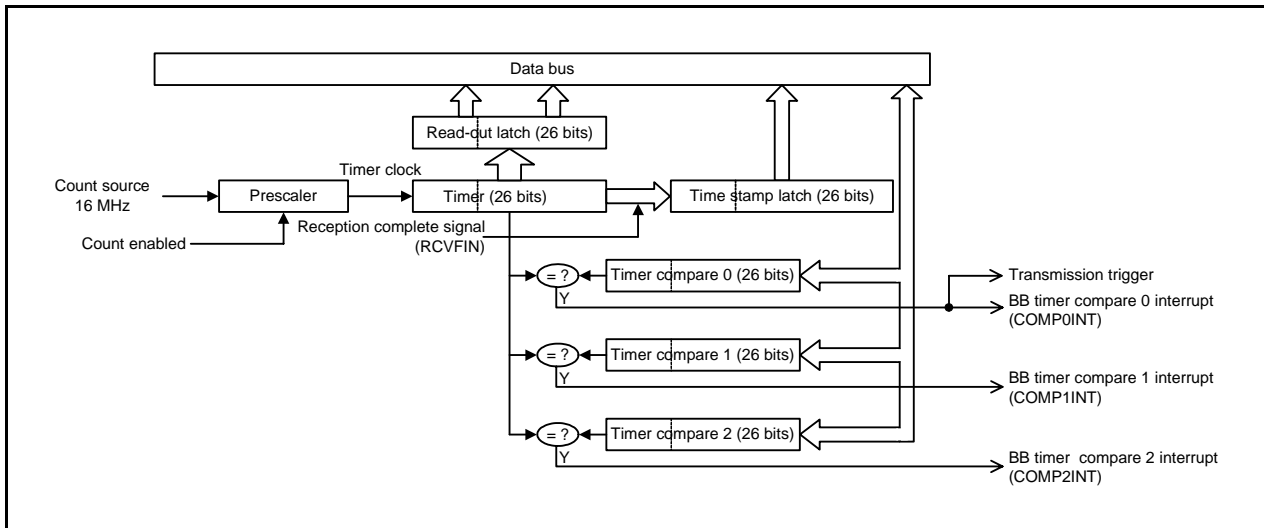 Data bus
Read-out latch (26 bits)
Timer clock
Count source
16 MHz
Prescaler
Timer (26 bits)
Time stamp latch (26 bits)
Count enabled
Reception complete signal
(RCVFIN)
= ?
Timer compare 0 (26 bits)
Y
Transmission trigger
BB timer compare 0 interrupt
(COMP0INT)
= ?
Timer compare 1 (26 bits)
Y
BB timer compare 1 interrupt
(COMP1INT)
= ?
Timer compare 2 (26 bits)
Y
BB timer compare 2 interrupt
(COMP2INT)